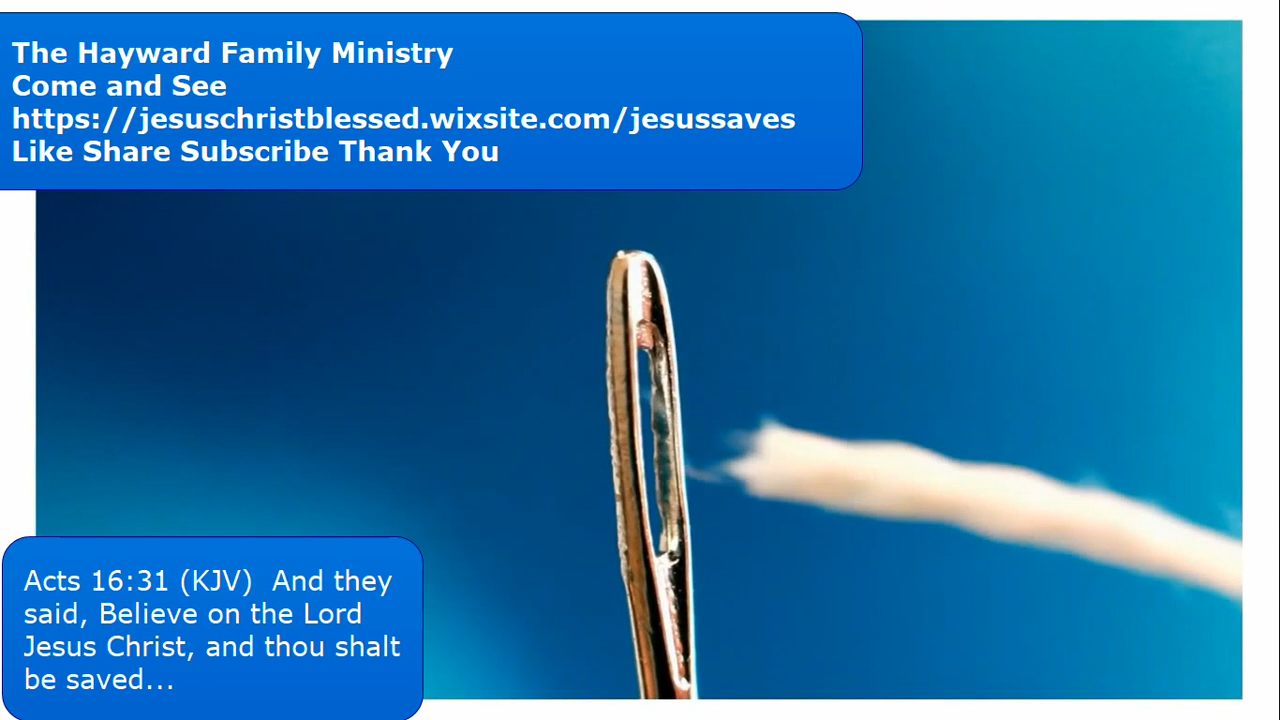 The Hayward Family Ministry
Come and See
https://jesuschristblessed.wixsite.com/jesussaves
Like Share Subscribe Thank You
Acts 16:31 (KJV)  And they
said, Believe on the Lord
Jesus Christ, and thou shalt
be saved...